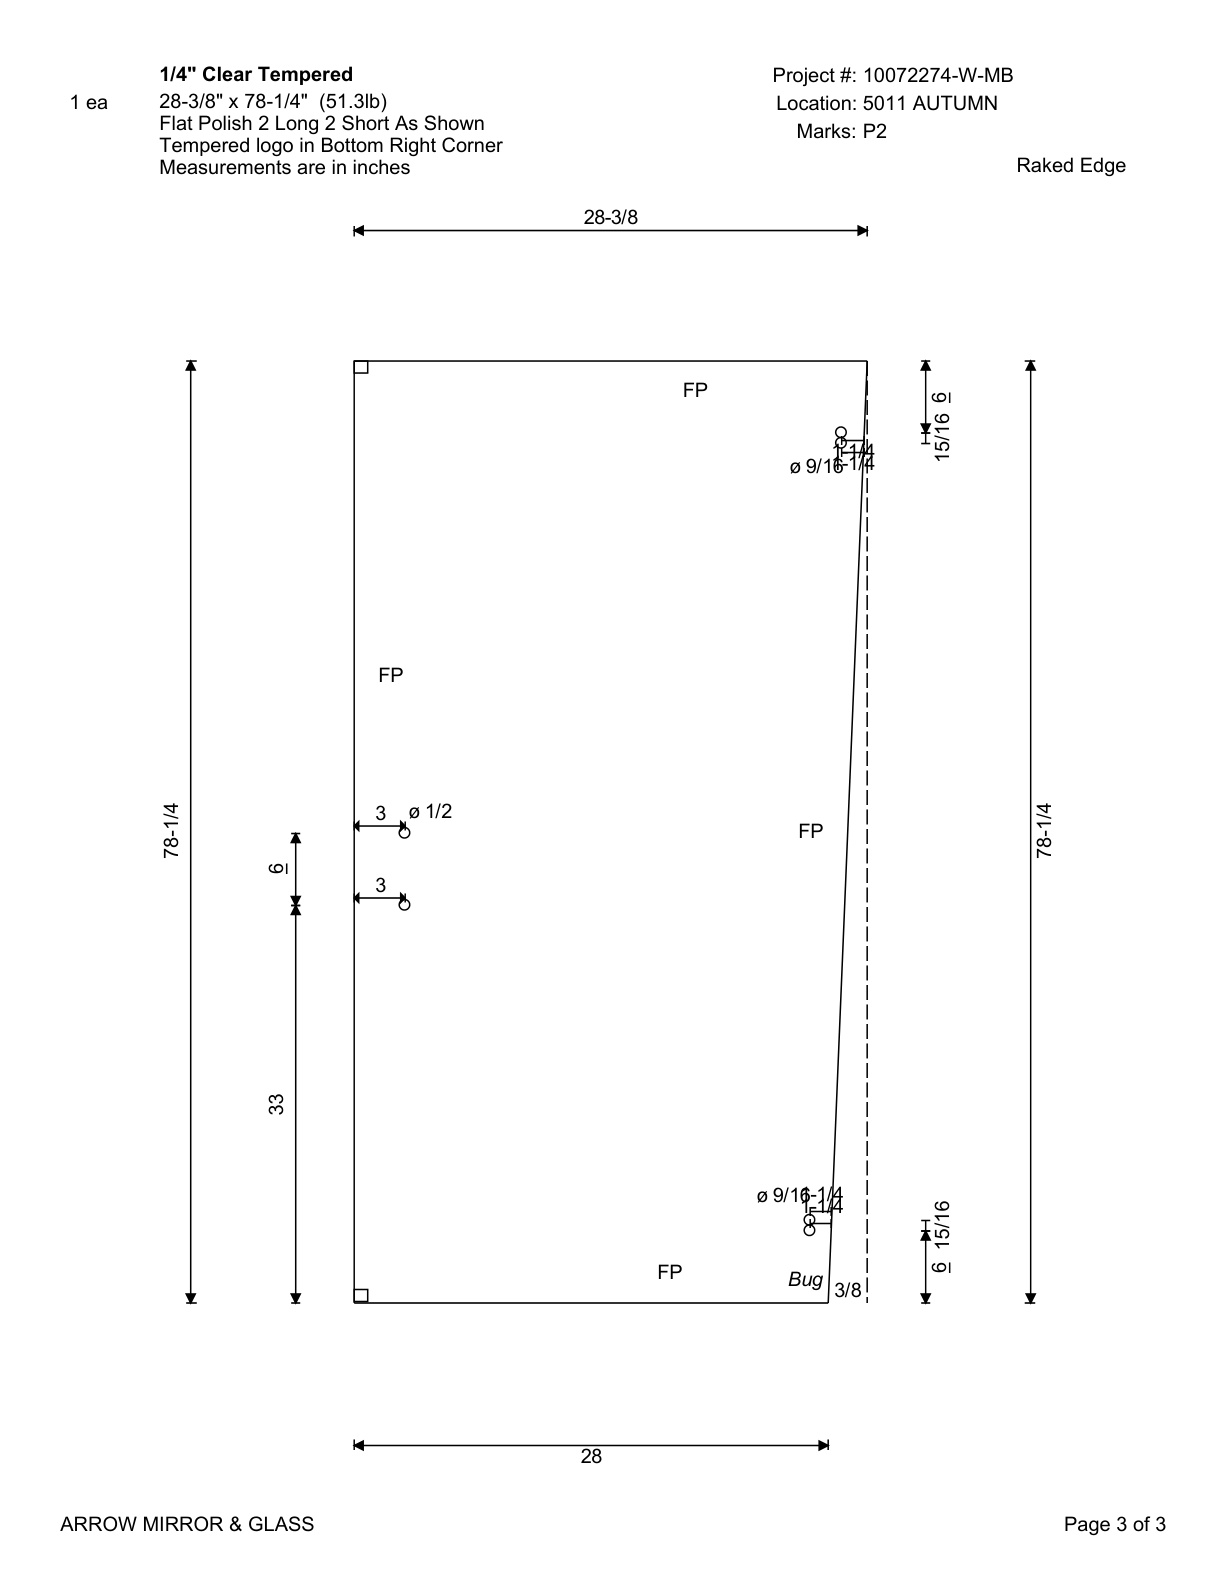 1/4" Clear Tempered
Project #: 10072274-W-MB
1 ea
28-3/8" x 78-1/4" (51.3lb)
Location: 5011 AUTUMN
Flat Polish 2 Long 2 Short As Shown
Marks: P2
Tempered logo in Bottom Right Corner
Measurements are in inches
Raked Edge
28-3/8
FP
6
15/16
1-1/4
ø 9/16
1-1/4
FP
3
ø 1/2
78-1/4
FP
78-1/4
6
3
33
ø 9/16
1-1/4
1-1/4
15/16
6
FP
Bug
3/8
28
ARROW MIRROR & GLASS
Page 3 of 3